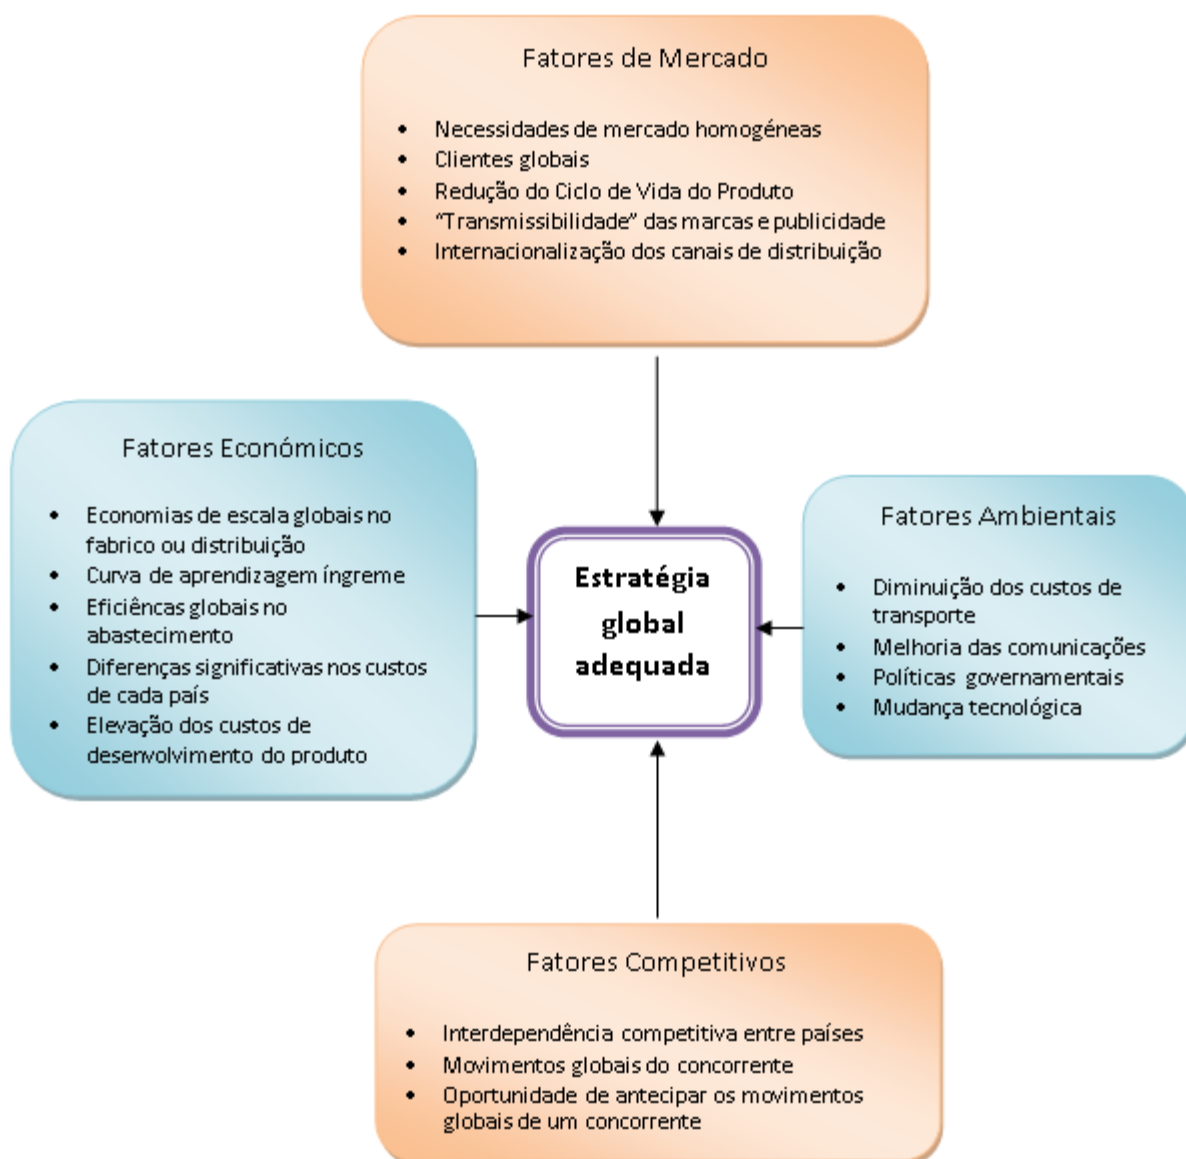 Fatores de Mercado
• Necessidades de mercado homogéneas
• Clientes globais
• Redução do Ciclo de Vida do Produto
• “Transmissibilidade” das marcas e publicidade
• Internacionalização dos canais de distribuição
Fatores Económicos
• Economias de escala globais no
fabrico ou distribuição
• Curva de aprendizagem íngreme
• Eficiêncas globais no
abastecimento
• Diferenças significativas nos custos
de cada país
• Elevação dos custos de
desenvolvimento do produto
Estratégia
global
adequada
Fatores Ambientais
• Diminuição dos custos de
transporte
• Melhoria das comunicações
• Políticas governamentais
• Mudança tecnológica
Fatores Competitivos
• Interdependência competitiva entre países
• Movimentos globais do concorrente
• Oportunidade de antecipar os movimentos
globais de um concorrente